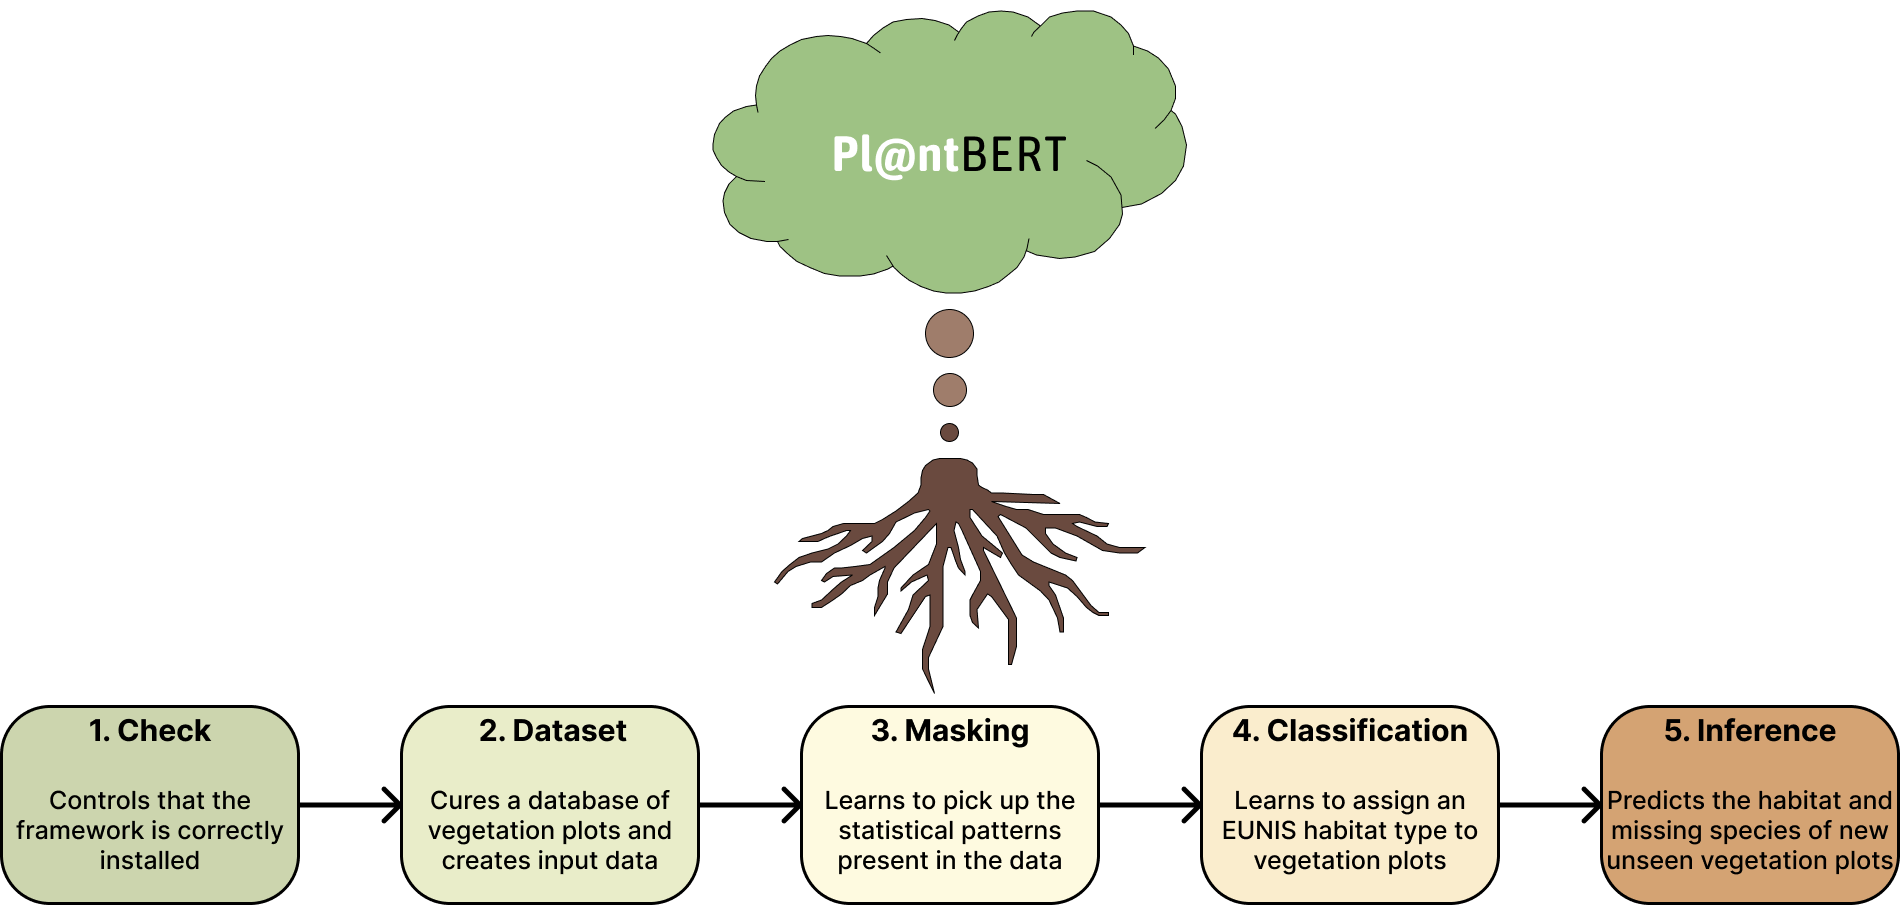 Pl@ntBERT
1. Check
Controls that the
framework is correctly
installed
2. Dataset
Cures a database of
vegetation plots and
creates input data
3. Masking
Learns to pick up the
statistical patterns
present in the data
4. Classification
Learns to assign an
EUNIS habitat type to
vegetation plots
5. Inference
Predicts the habitat and
missing species of new
unseen vegetation plots